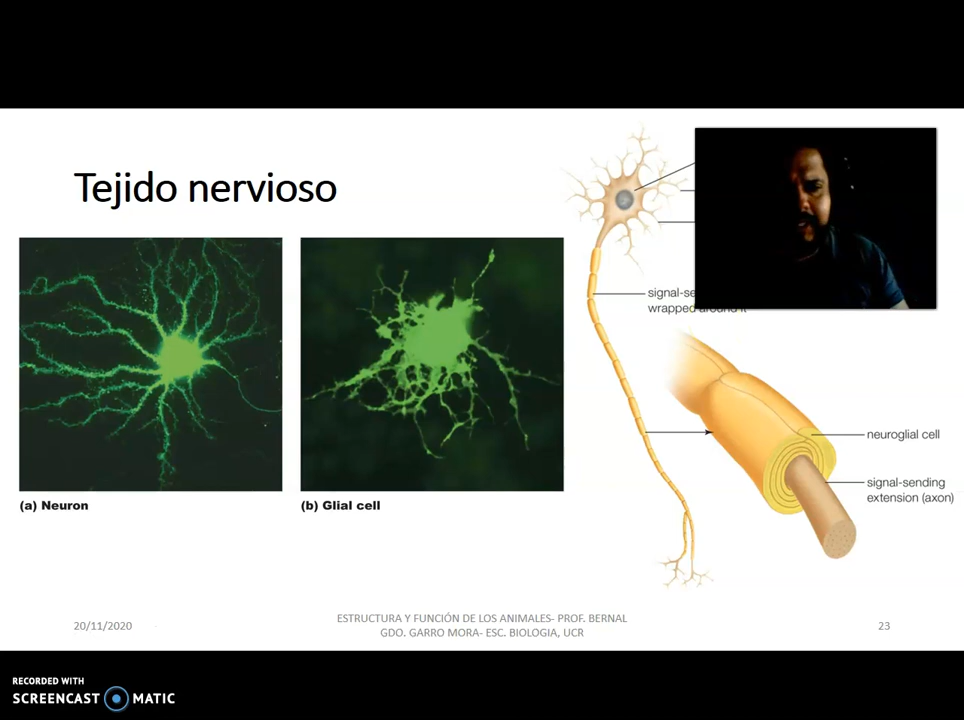 Tejido nervioso
signal-se
wrapped around it
neuroglial cell
signal-sending
extension (axon)
(a) Neuron
(b) Glial cell
20/11/2020
ESTRUCTURA Y FUNCIÓN DE LOS ANIMALES- PROF. BERNAL
GDO. GARRO MORA- ESC. BIOLOGIA, UCR
23
RECORDED WITH
SCREENCAST MATIC